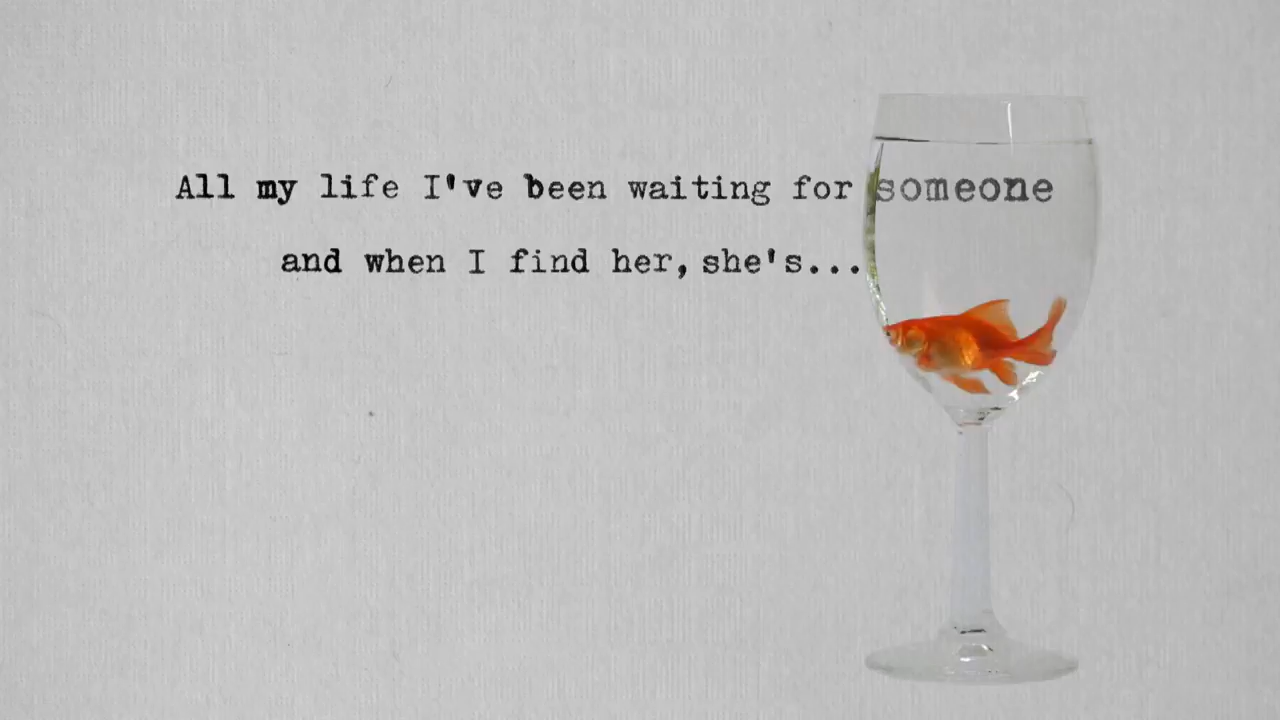 All my life I've been waiting for someone
and when I find her, she's...